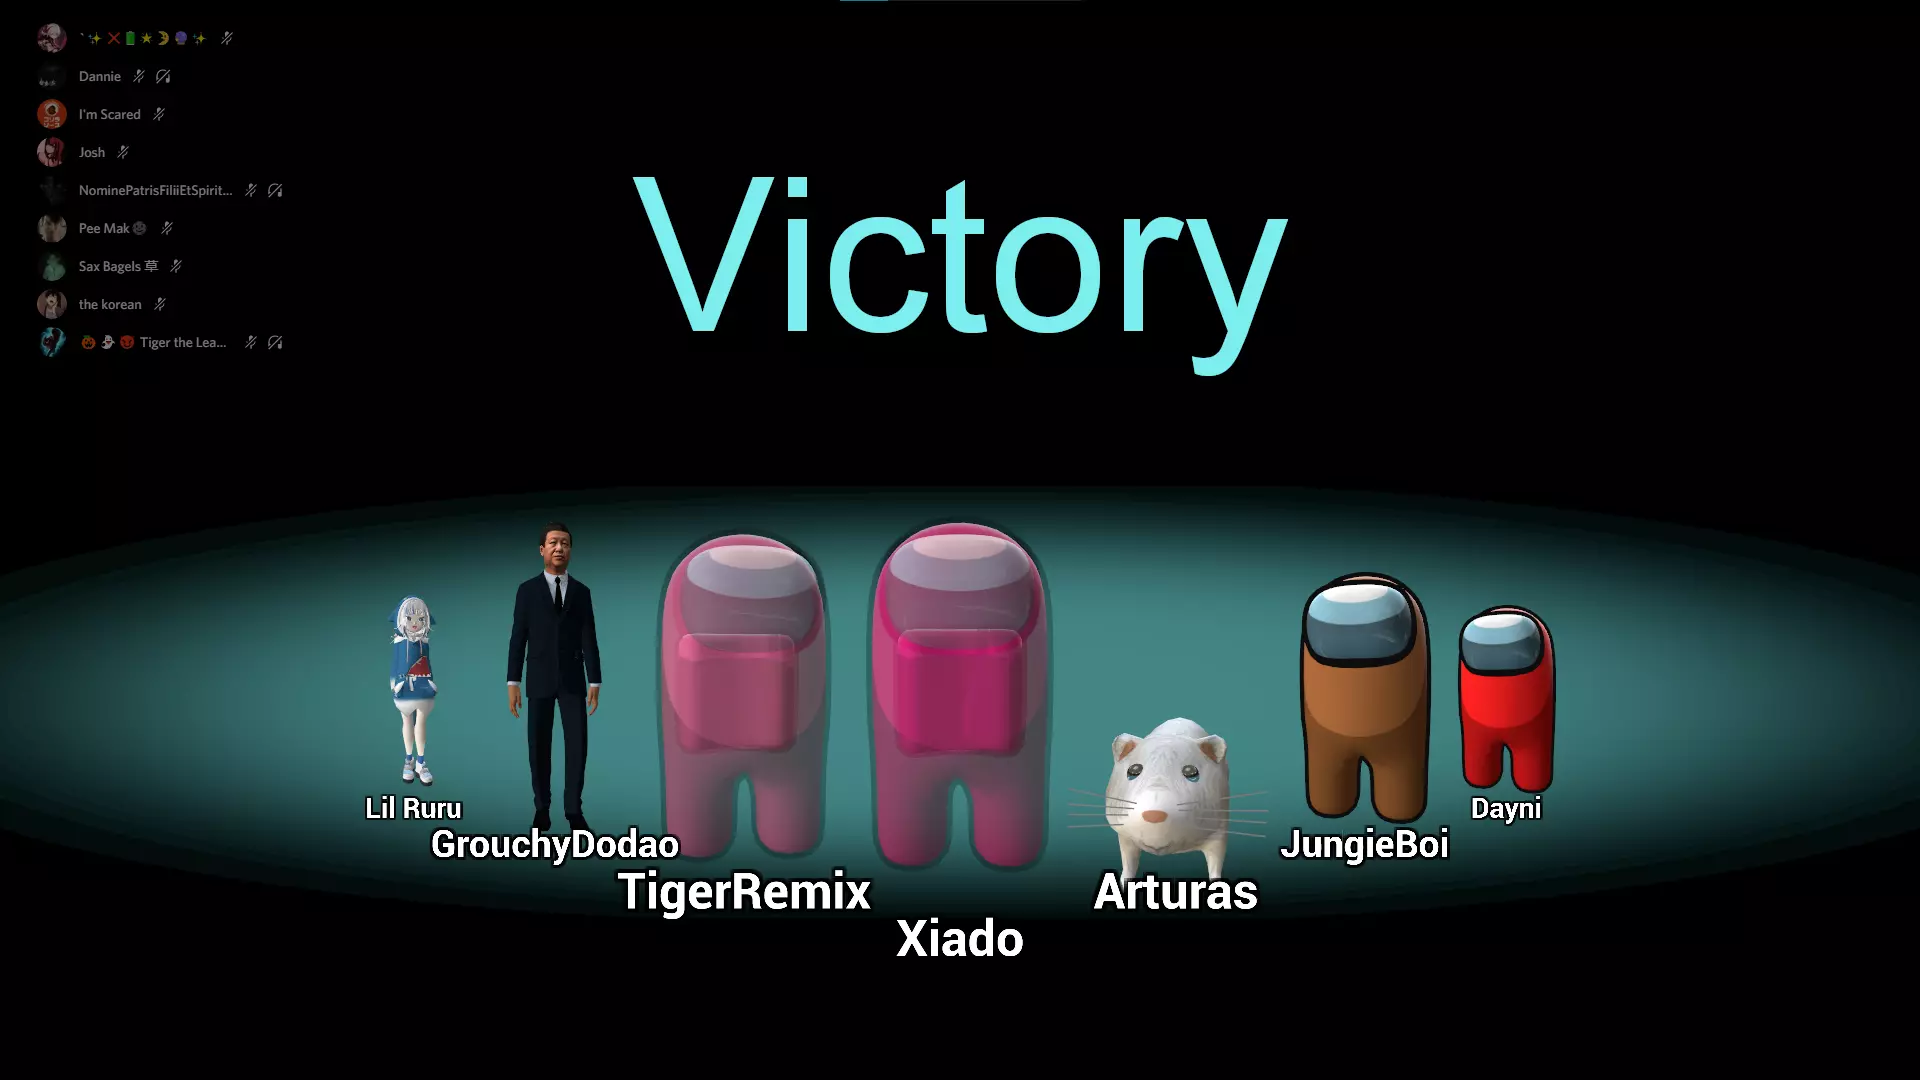 Dannie
I'm Scared
Josh
NominePatrisFiliiEtSpirit...
Pee Mak
Sax Bagels 草
the korean
Tiger the Lea...
Victory
Lil Ruru
GrouchyDodao
TigerRemix
Xiado
Arturas
JungieBoi
Dayni